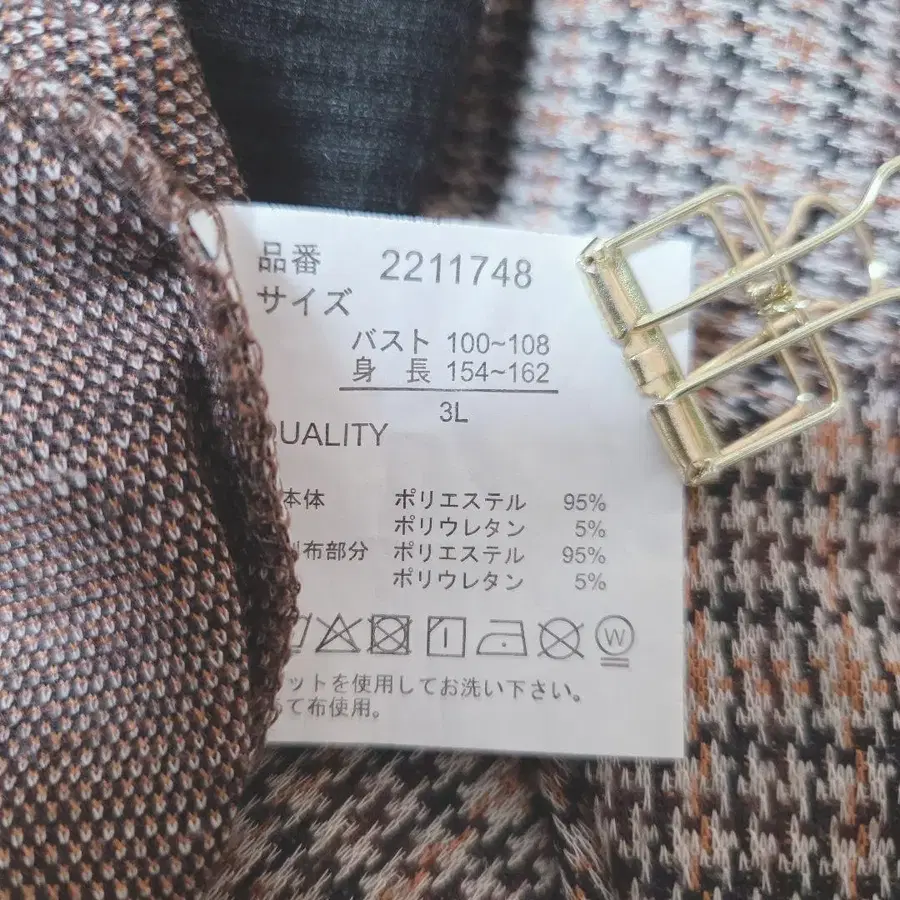 品番 2211748
サイズ
バスト 100~108
身 長 154~162
3L
UALITY
本体 ポリエステル 95%
ポリウレタン 5%
布部分 ポリエステル 95%
ポリウレタン 5%
W
ットを使用してお洗い下さい。
て布使用。